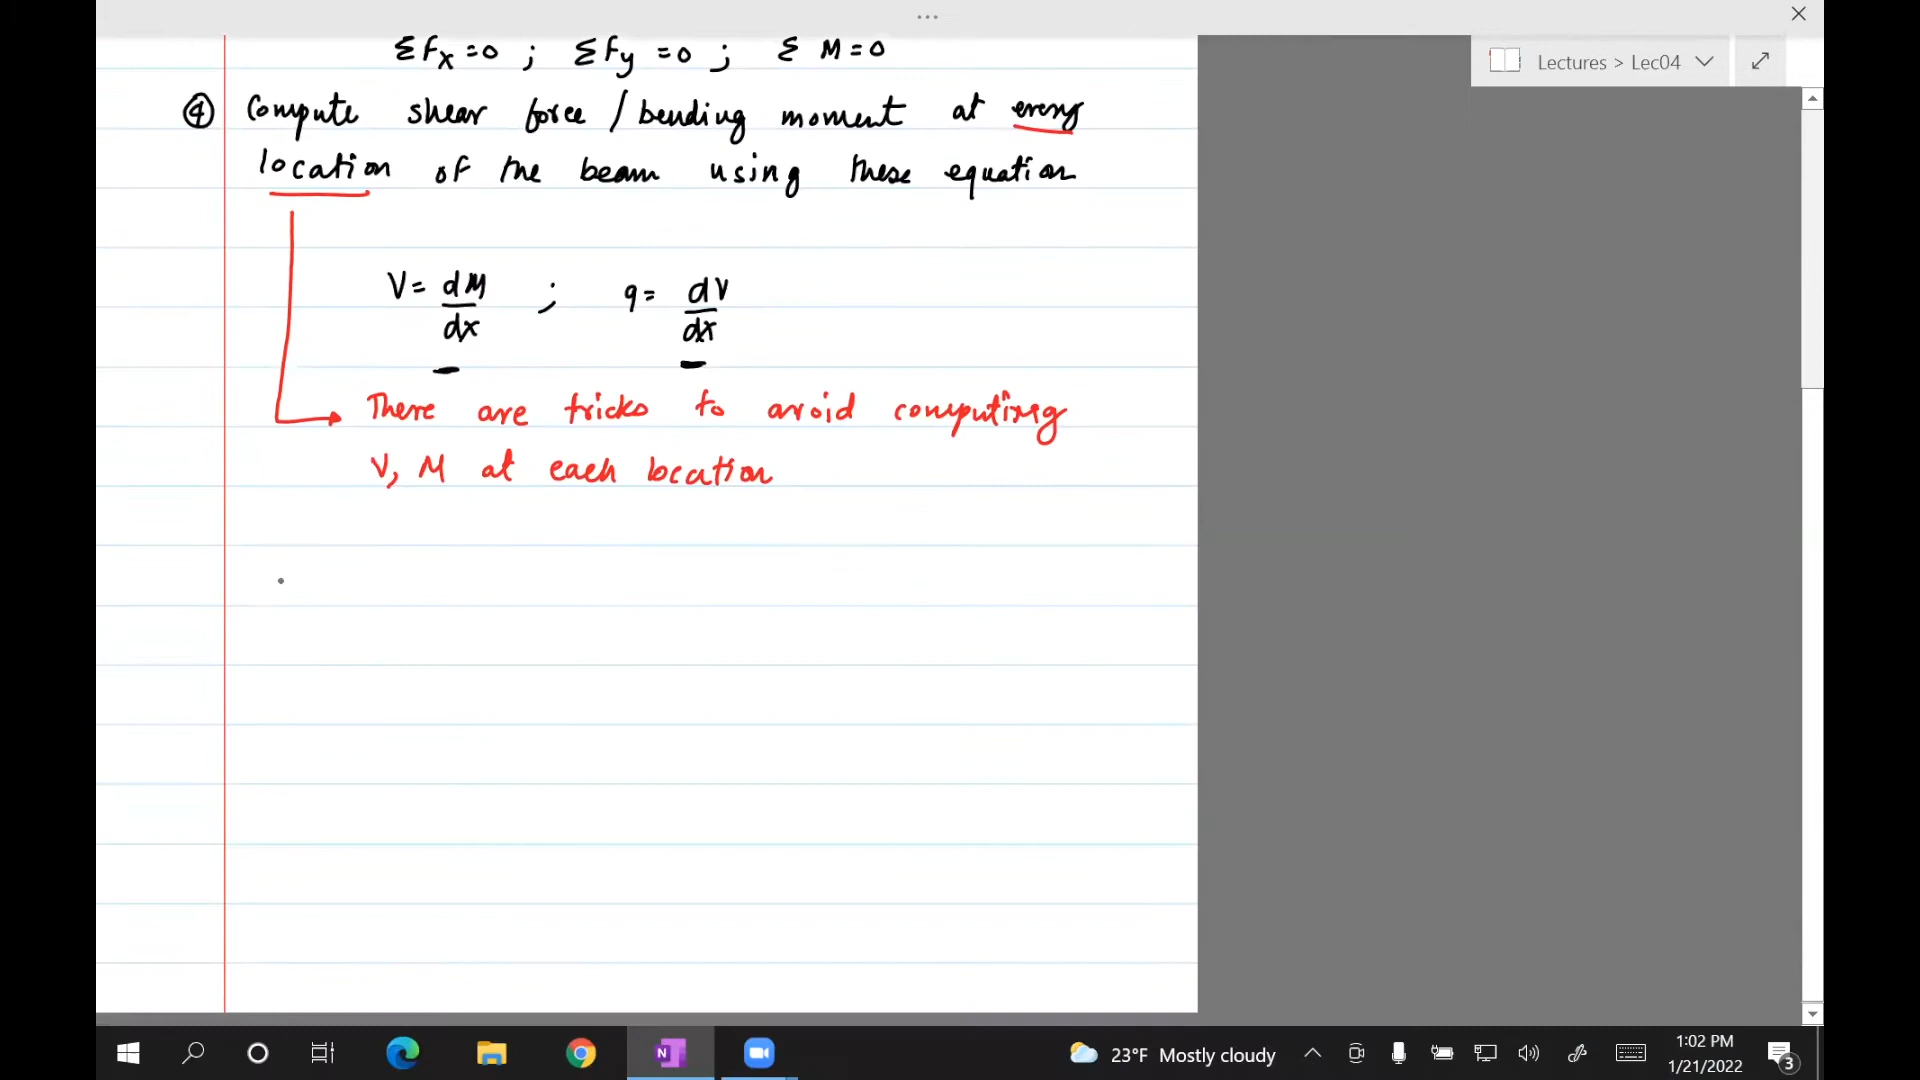 Lectures > Lec04
ΣFx=0 ; ΣFy=0 ; Σ M=0
④ Compute shear force / bending moment at every
location of the beam using these equation
V= dM/dx ; q= dV/dx
There are tricks to avoid computing
V, M at each location
N
23°F Mostly cloudy
1:02 PM
1/21/2022
3